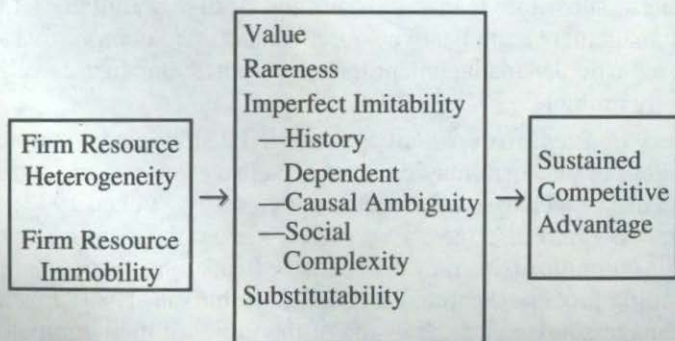 Firm Resource
Heterogeneity
Firm Resource
Immobility
→
Value
Rareness
Imperfect Imitability
—History
Dependent
—Causal Ambiguity
—Social
Complexity
Substitutability
→
Sustained
Competitive
Advantage